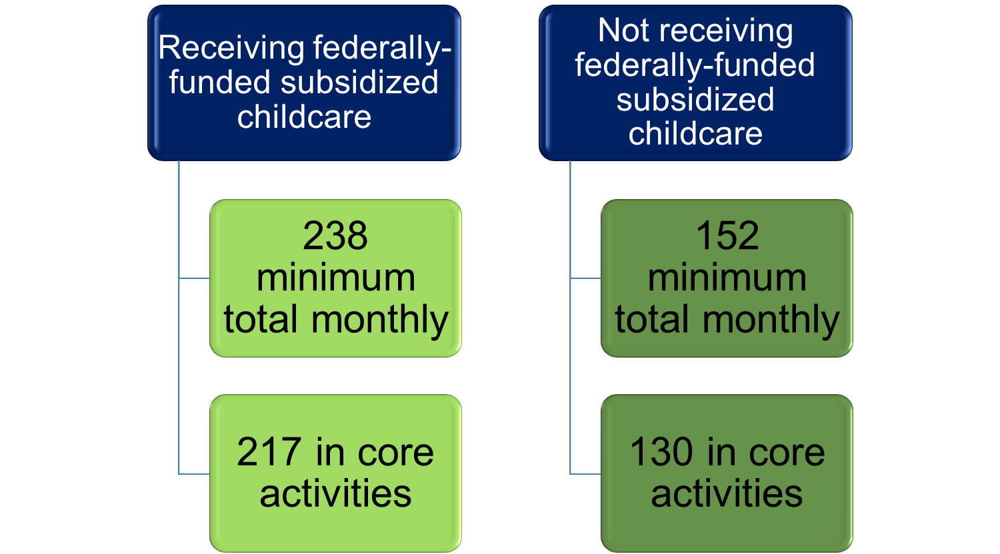 Receiving federally-
funded subsidized
childcare
238
minimum
total monthly
217 in core
activities
Not receiving
federally-funded
subsidized
childcare
152
minimum
total monthly
130 in core
activities